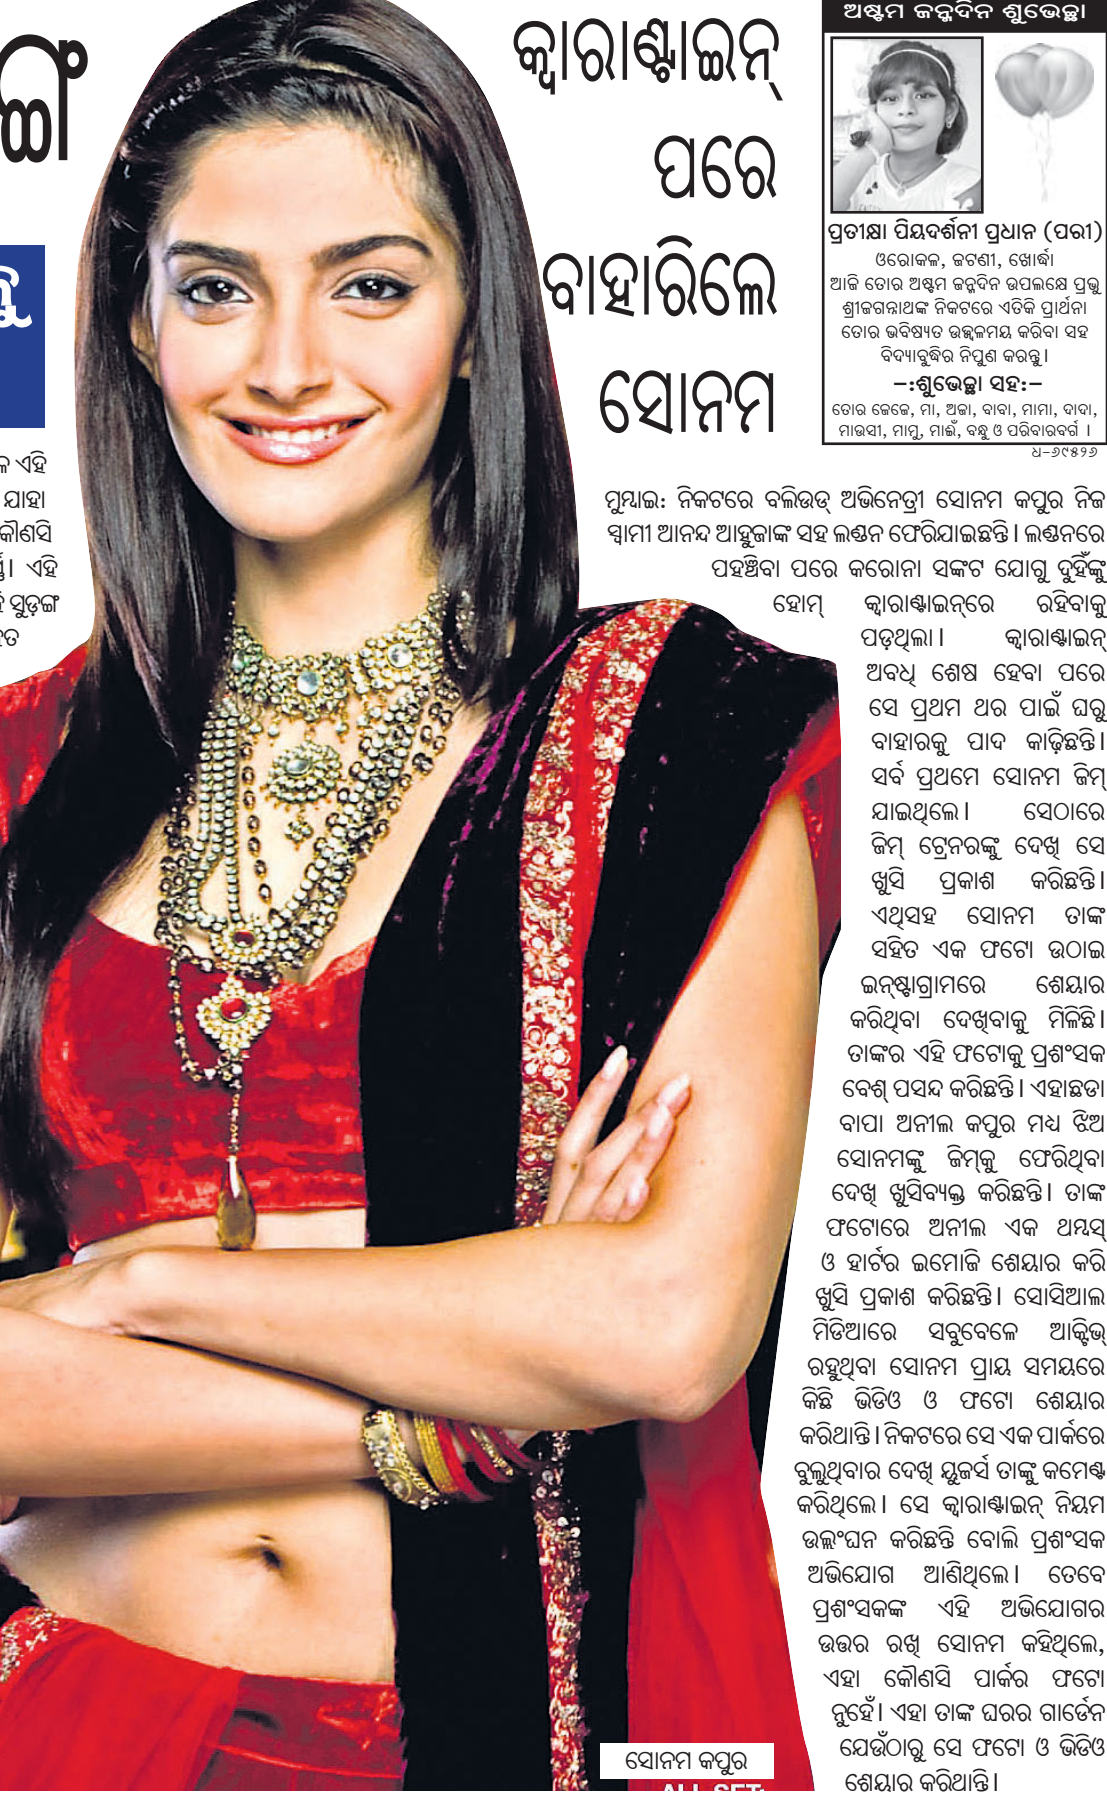 କ୍ୱାରାଣ୍ଟାଇନ୍
ପରେ
ବାହାରିଲେ
ସୋନମ
ମୁମ୍ବାଇ: ନିକଟରେ ବଲିଉଡ୍ ଅଭିନେତ୍ରୀ ସୋନମ କପୁର ନିଜ
ସ୍ୱାମୀ ଆନନ୍ଦ ଆହୁଜାଙ୍କ ସହ ଲଣ୍ଡନ ଫେରିଯାଇଛନ୍ତି । ଲଣ୍ଡନରେ
ପହଞ୍ଚିବା ପରେ କରୋନା ସଙ୍କଟ ଯୋଗୁ ଦୁହିଁଙ୍କୁ
ହୋମ୍ କ୍ୱାରାଣ୍ଟାଇନ୍‌ରେ ରହିବାକୁ
ପଡ଼ଥିଲା । କ୍ୱାରାଣ୍ଟାଇନ୍
ଅବଧି ଶେଷ ହେବା ପରେ
ସେ ପ୍ରଥମ ଥର ପାଇଁ ଘରୁ
ବାହାରକୁ ପାଦ କାଢ଼ିଛନ୍ତି ।
ସର୍ବ ପ୍ରଥମେ ସୋନମ ଜିମ୍
ଯାଇଥିଲେ । ସେଠାରେ
ଜିମ୍ ଟ୍ରେନରଙ୍କୁ ଦେଖି ସେ
ଖୁସି ପ୍ରକାଶ କରିଛନ୍ତି ।
ଏଥିସହ ସୋନମ ତାଙ୍କ
ସହିତ ଏକ ଫଟୋ ଉଠାଇ
ଇନ୍‌ଷ୍ଟାଗ୍ରାମରେ ଶେୟାର
କରିଥିବା ଦେଖିବାକୁ ମିଳିଛି ।
ତାଙ୍କର ଏହି ଫଟୋକୁ ପ୍ରଶଂସକ
ବେଶ୍ ପସନ୍ଦ କରିଛନ୍ତି । ଏହାଛଡା
ବାପା ଅନୀଲ କପୁର ମଧ୍ୟ ଝିଅ
ସୋନମଙ୍କୁ ଜିମ୍‌କୁ ଫେରିଥିବା
ଦେଖି ଖୁସିବ୍ୟକ୍ତ କରିଛନ୍ତି । ତାଙ୍କ
ଫଟୋରେ ଅନୀଲ ଏକ ଥମ୍ବସ୍
ଓ ହାର୍ଟର ଇମୋଜି ଶେୟାର କରି
ଖୁସି ପ୍ରକାଶ କରିଛନ୍ତି । ସୋସିଆଲ
ମିଡିଆରେ ସବୁବେଳେ ଆକ୍ଟିଭ୍
ରହୁଥିବା ସୋନମ ପ୍ରାୟ ସମୟରେ
କିଛି ଭିଡିଓ ଓ ଫଟୋ ଶେୟାର
କରିଥାନ୍ତି । ନିକଟରେ ସେ ଏକ ପାର୍କରେ
ବୁଲୁଥିବାର ଦେଖି ୟୁଜର୍ସ ତାଙ୍କୁ କମେଣ୍ଟ
କରିଥିଲେ । ସେ କ୍ୱାରାଣ୍ଟାଇନ୍ ନିୟମ
ଉଲ୍ଲଂଘନ କରିଛନ୍ତି ବୋଲି ପ୍ରଶଂସକ
ଅଭିଯୋଗ ଆଣିଥିଲେ । ତେବେ
ପ୍ରଶଂସକଙ୍କ ଏହି ଅଭିଯୋଗର
ଉତ୍ତର ରଖି ସୋନମ କହିଥିଲେ,
ଏହା କୌଣସି ପାର୍କର ଫଟୋ
ନୁହେଁ । ଏହା ତାଙ୍କ ଘରର ଗାର୍ଡେନ
ଯେଉଁଠାରୁ ସେ ଫଟୋ ଓ ଭିଡିଓ
ଶେୟାର କରିଥାନ୍ତି ।
ସୋନମ କପୁର
ଅଷ୍ଟମ ଜନ୍ମଦିନ ଶୁଭେଚ୍ଛା
ପ୍ରତୀକ୍ଷା ପିୟଦର୍ଶନୀ ପ୍ରଧାନ (ପରୀ)
ଓରୋକଳ, ଜଟଣୀ, ଖୋର୍ଦ୍ଧା
ଆଜି ତୋର ଅଷ୍ଟମ ଜନ୍ମଦିନ ଉପଲକ୍ଷେ ପ୍ରଭୁ
ଶ୍ରୀଜଗନ୍ନାଥଙ୍କ ନିକଟରେ ଏତିକି ପ୍ରାର୍ଥନା
ତୋର ଭବିଷ୍ୟତ ଉଜ୍ଜ୍ୱଳମୟ କରିବା ସହ
ବିଦ୍ୟାବୁଦ୍ଧିର ନିପୁଣ କରନ୍ତୁ ।
–:ଶୁଭେଚ୍ଛା ସହ:–
ତୋର ଜେଜେ, ମା, ଅଜା, ବାବା, ମାମା, ଦାଦା,
ମାଉସୀ, ମାମୁ, ମାଇଁ, ବନ୍ଧୁ ଓ ପରିବାରବର୍ଗ ।
ଧ–୬୯୫୨୬
ଏହି
ଯାହା
କୌଣସି
ଏହି
ସୁଡ଼ଙ୍ଗ